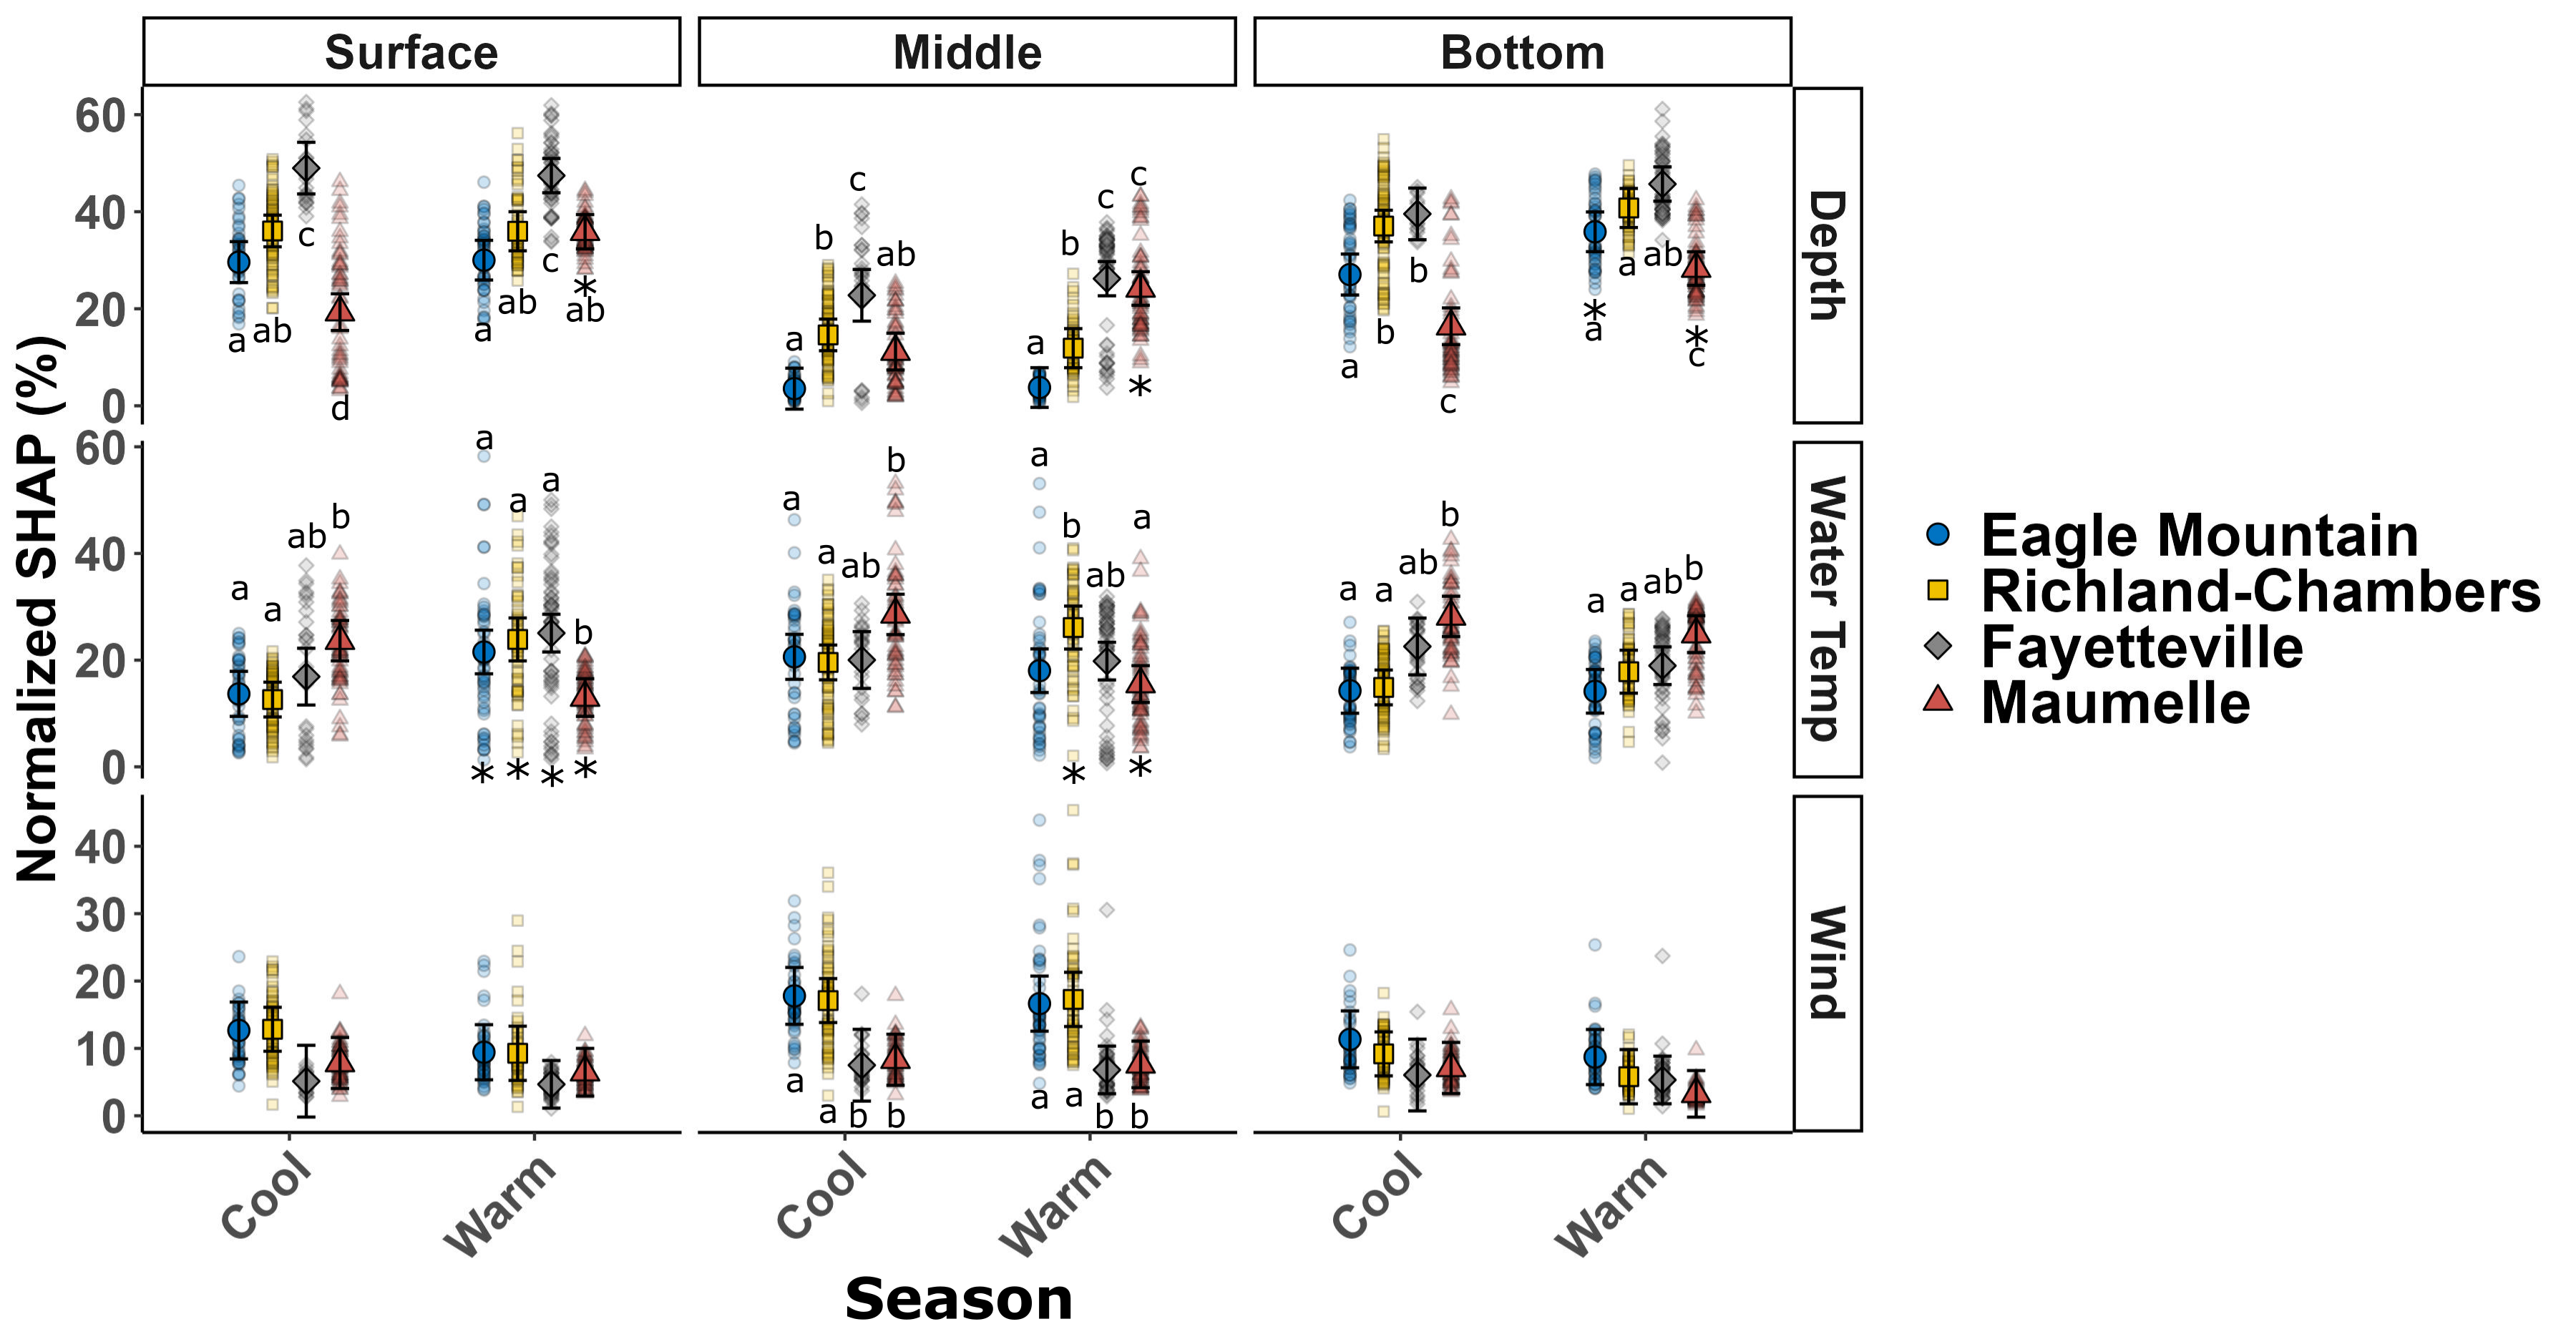 Surface Middle Bottom
Normalized SHAP (%)
60
40
20
0
c
a ab
d
a ab c
*
ab
a b c ab
a b c c
*
a b b c
*
a
a ab
*
c
Depth
60
40
20
0
a a ab b
a a a b
* * * *
a a ab b
a b ab a
* *
a a ab b
a a ab b
Water Temp
40
30
20
10
0
a a b b
a a b b
Wind
Cool Warm Cool Warm Cool Warm
Season
Eagle Mountain
Richland-Chambers
Fayetteville
Maumelle